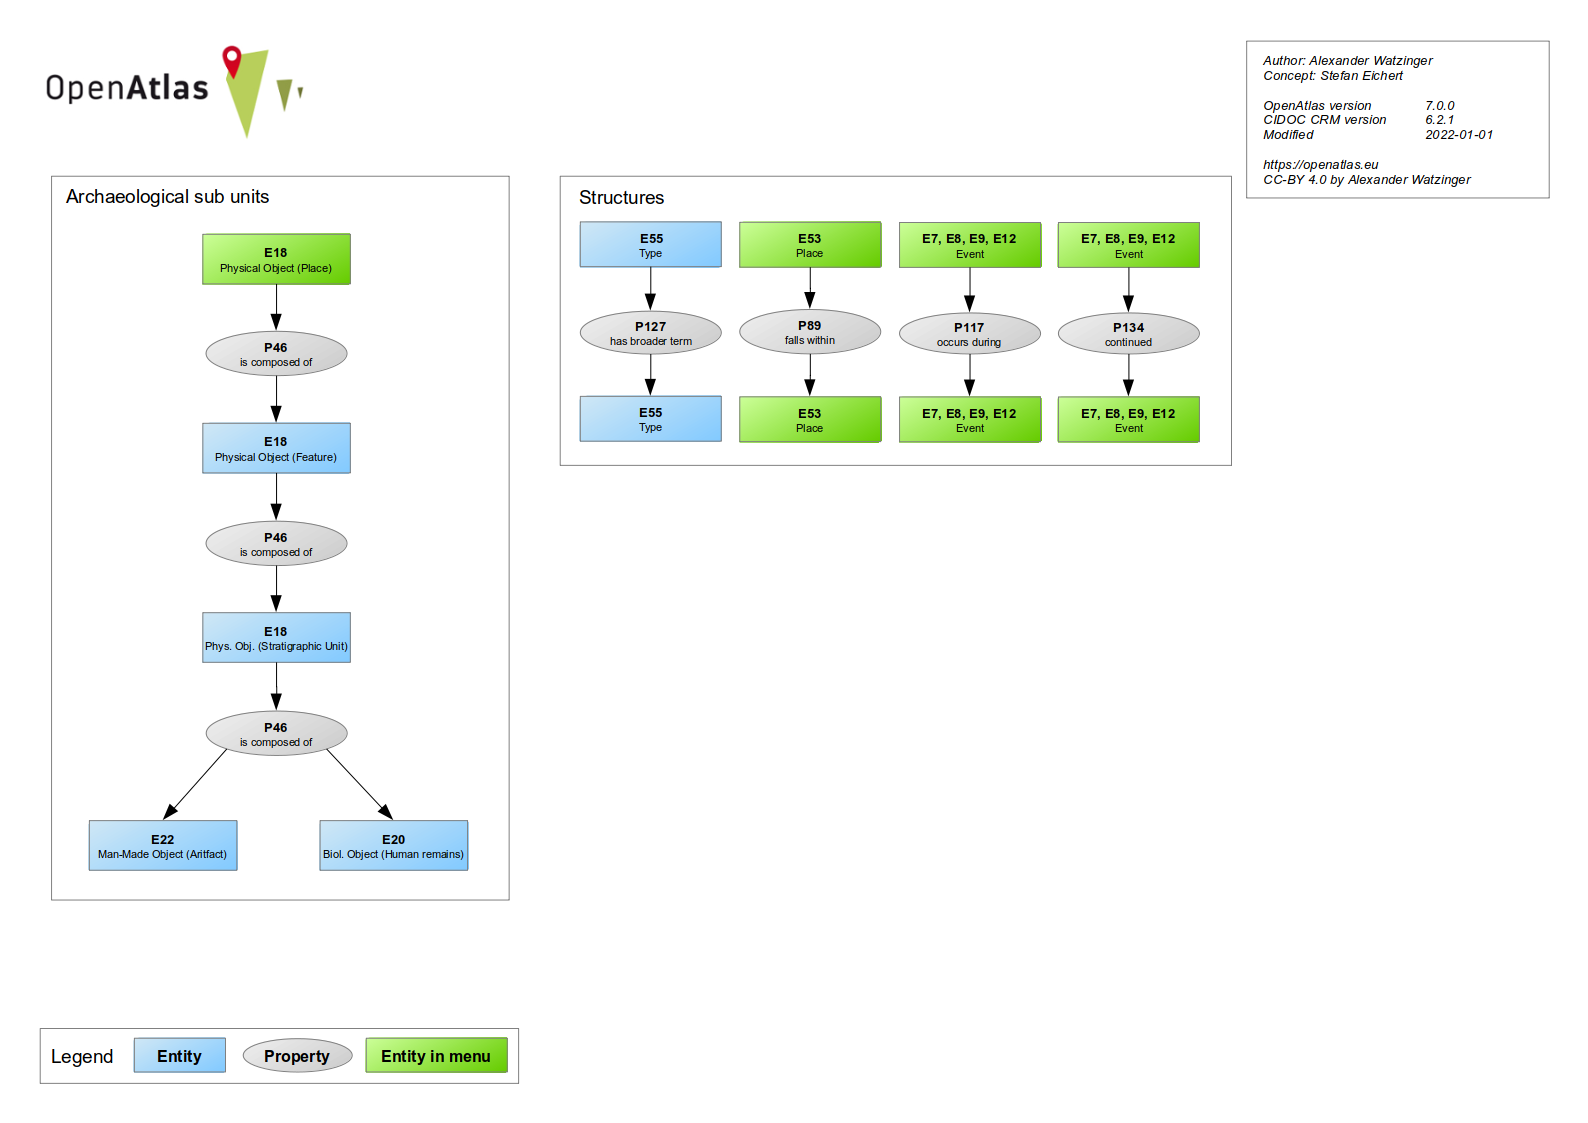 OpenAtlas
Author: Alexander Watzinger
Concept: Stefan Eichert
OpenAtlas version 7.0.0
CIDOC CRM version 6.2.1
Modified 2022-01-01
https://openatlas.eu
CC-BY 4.0 by Alexander Watzinger
Archaeological sub units
E18
Physical Object (Place)
P46
is composed of
E18
Physical Object (Feature)
P46
is composed of
E18
Phys. Obj. (Stratigraphic Unit)
P46
is composed of
E22
Man-Made Object (Aritfact)
E20
Biol. Object (Human remains)
Structures
E55
Type
P127
has broader term
E55
Type
E53
Place
P89
falls within
E53
Place
E7, E8, E9, E12
Event
P117
occurs during
E7, E8, E9, E12
Event
E7, E8, E9, E12
Event
P134
continued
E7, E8, E9, E12
Event
Legend
Entity
Property
Entity in menu